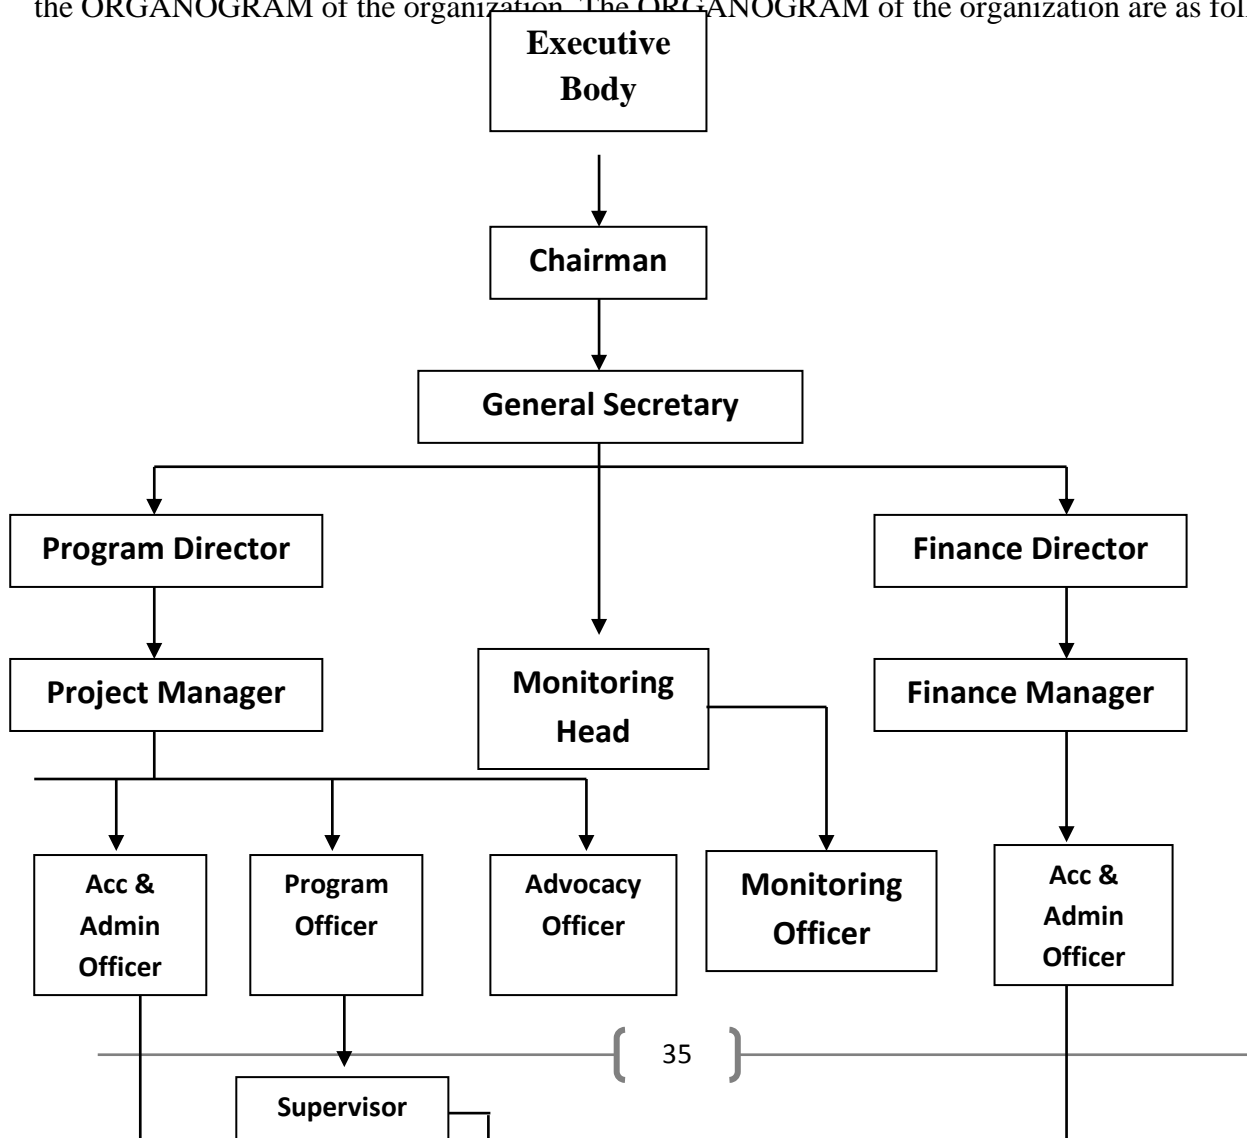 the ORGANOGRAM of the organization. The ORGANOGRAM of the organization are as
Executive
Body
Chairman
General Secretary
Program Director
Finance Director
Project Manager
Monitoring
Head
Finance Manager
Acc &
Admin
Officer
Program
Officer
Advocacy
Officer
Monitoring
Officer
Acc &
Admin
Officer
35
Supervisor